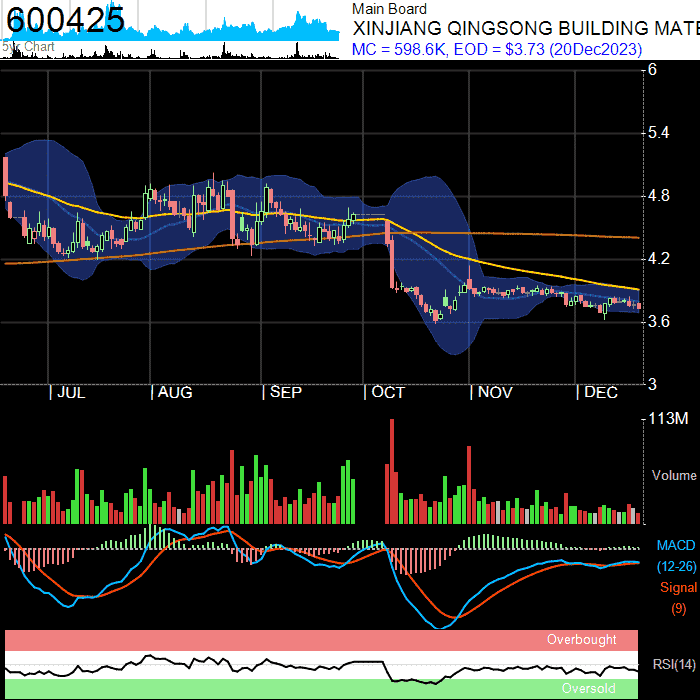 600425
Main Board
XINJIANG QINGSONG BUILDING MATE
5yr Chart
MC = 598.6K, EOD = $3.73 (20Dec2023)
6
5.4
4.8
4.2
3.6
3
JUL
AUG
SEP
OCT
NOV
DEC
113M
Volume
MACD
(12-26)
Signal
(9)
Overbought
RSI(14)
Oversold